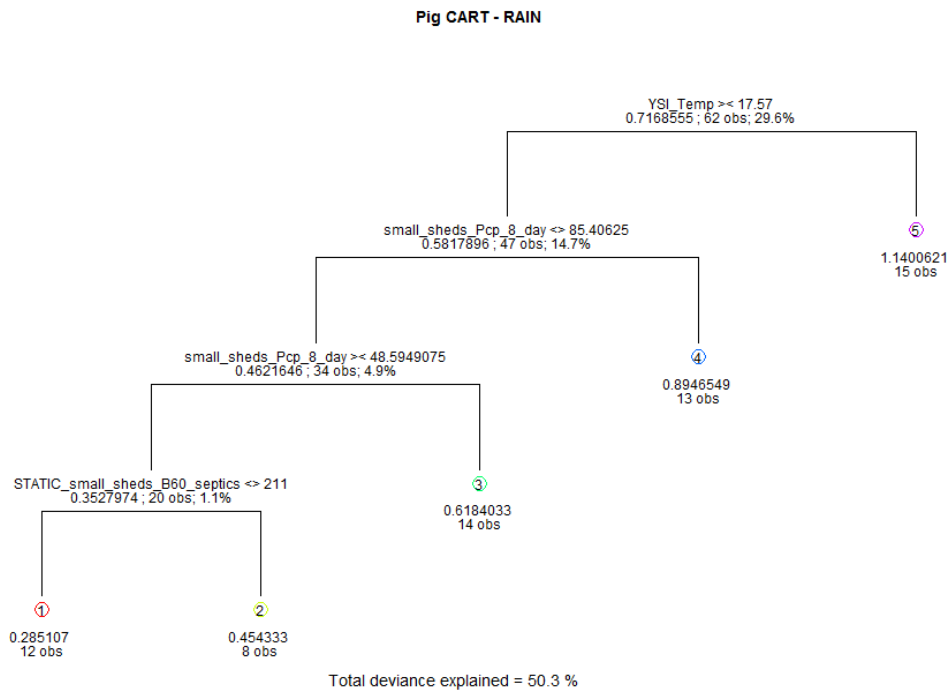 Pig CART - RAIN
YSI_Temp >< 17.57
0.7168555 ; 62 obs; 29.6%
small_sheds_Pcp_8_day <> 85.40625
0.5817896 ; 47 obs; 14.7%
5
1.1400621
15 obs
small_sheds_Pcp_8_day >< 48.5949075
0.4621646 ; 34 obs; 4.9%
4
0.8946549
13 obs
STATIC_small_sheds_B60_septics <> 211
0.3527974 ; 20 obs; 1.1%
3
0.6184033
14 obs
1
0.285107
12 obs
2
0.454333
8 obs
Total deviance explained = 50.3 %